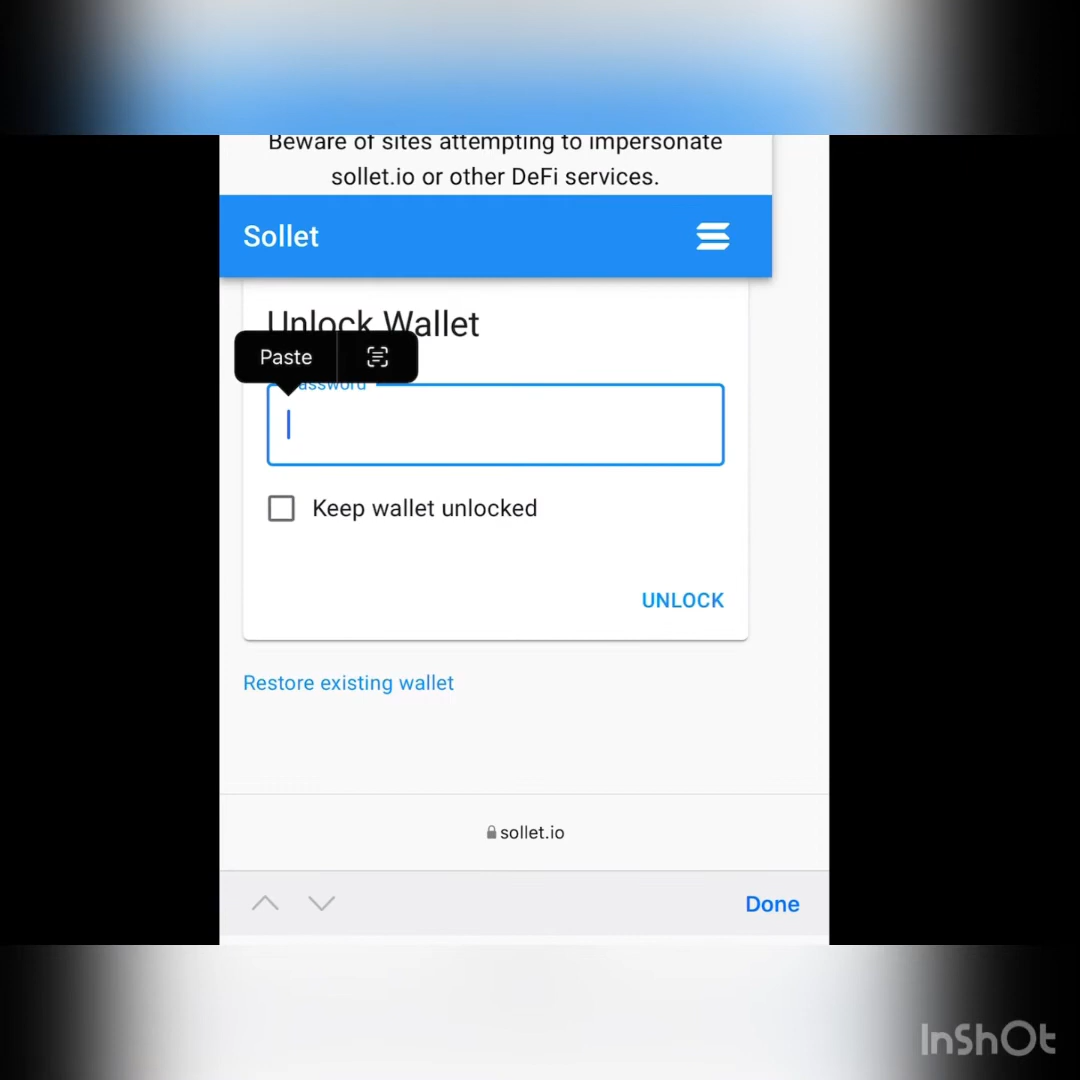 Beware of sites attempting to impersonate
sollet.io or other DeFi services.
Sollet
Unlock Wallet
Paste
Keep wallet unlocked
UNLOCK
Restore existing wallet
sollet.io
Done
InShOt